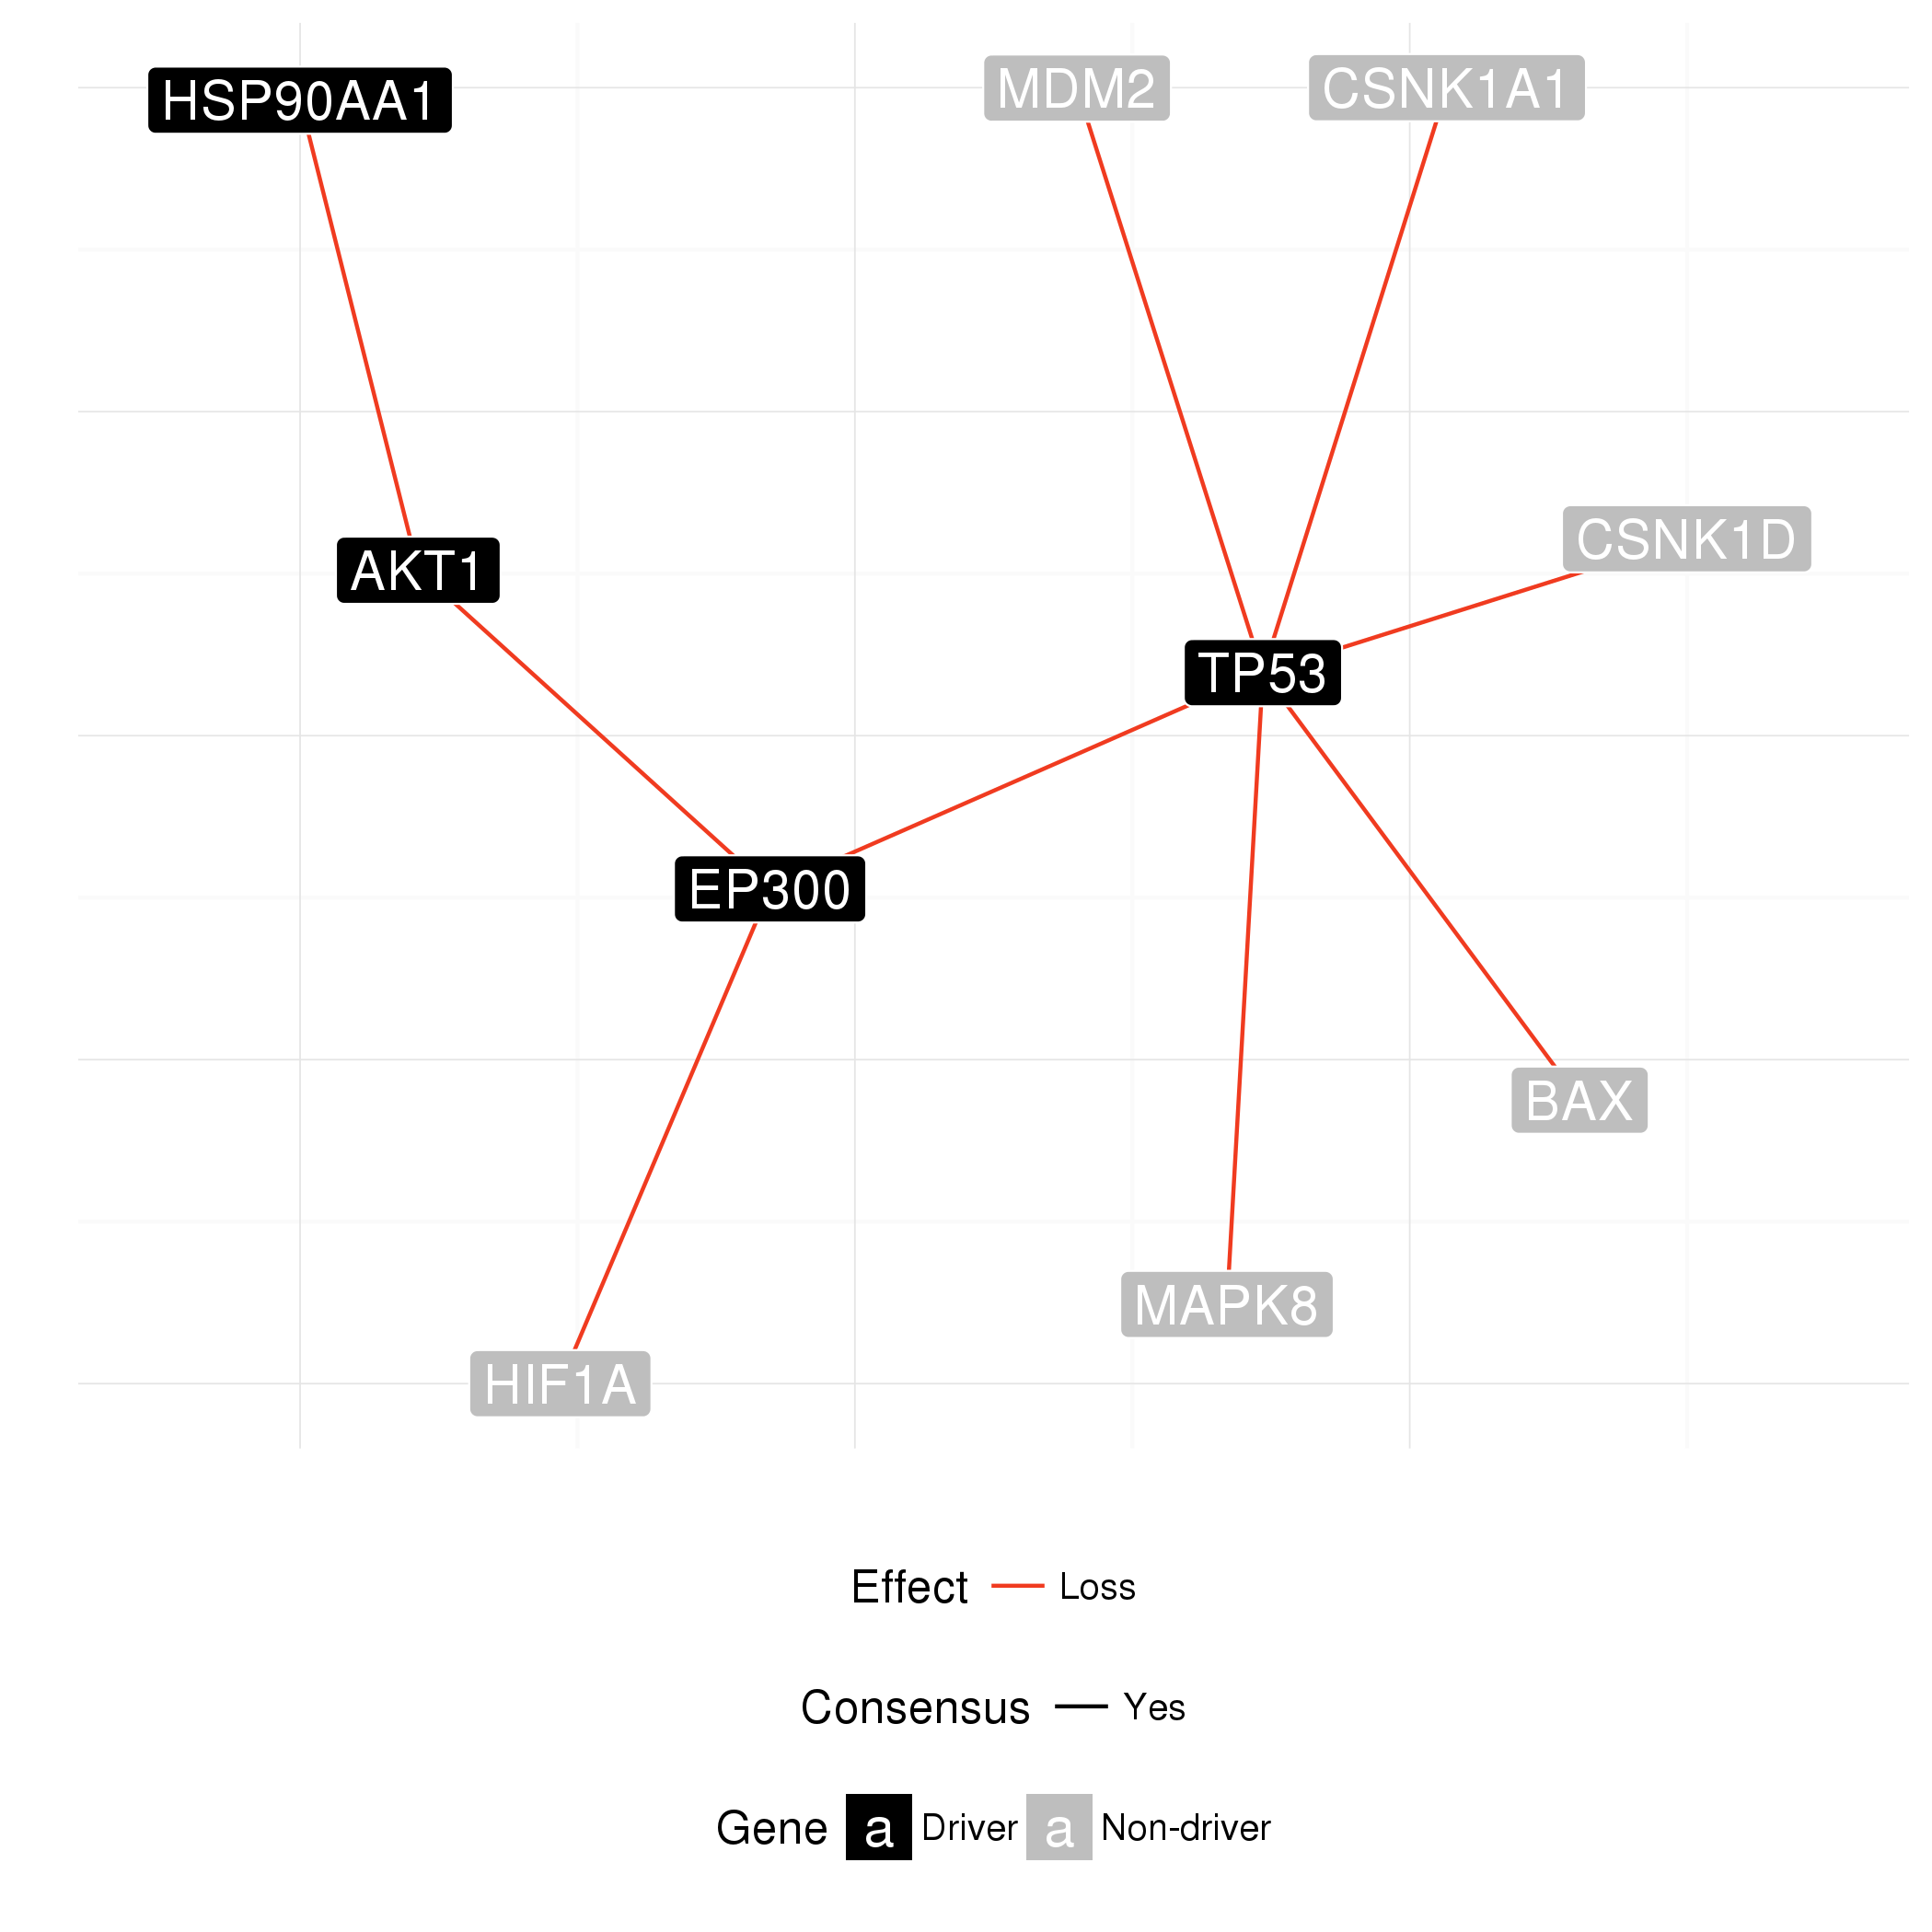 HSP90AA1
MDM2
CSNK1A1
CSNK1D
AKT1
TP53
EP300
BAX
MAPK8
HIF1A
Effect Loss
Consensus Yes
Gene a Driver a Non-driver